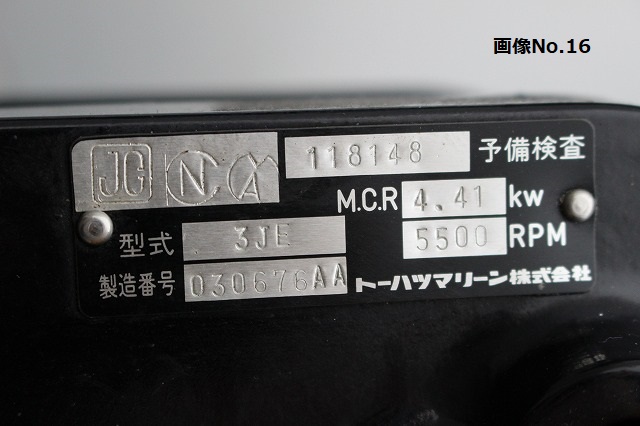 画像No.16
JG N A 118148 予備検査
M.C.R 4.41 kw
型式 3JE 5500 RPM
製造番号 030676AA トーハツマリーン株式会社